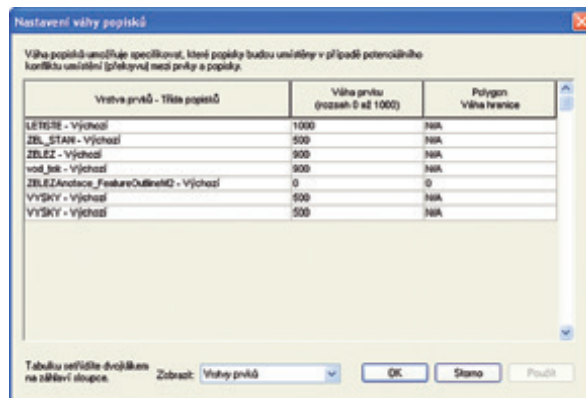 Nastavení váhy popisků
Váha popisků umožňuje specifikovat, které popisky budou umístěny v případě potenciálního
konfliktu umístění (překryvu) mezi prvky a popisky.
Vrstva prvků - Třída popisků Váha prvku Polygon
(rozsah 0 až 1000) Váha hranice
LETISTE - Výchozí 1000 N/A
ZEL_STAN - Výchozí 500 N/A
ZELEZ - Výchozí 900 N/A
vod_tok - Výchozí 900 N/A
ZELEZAnotace_FeatureOutlineM2 - Výchozí 0 0
VYSKY - Výchozí 500 N/A
VYSKY - Výchozí 500 N/A
Tabulku setřídíte dvojklikem
na záhlaví sloupce. Zobrazit: Vrstvy prvků OK Storno Použít